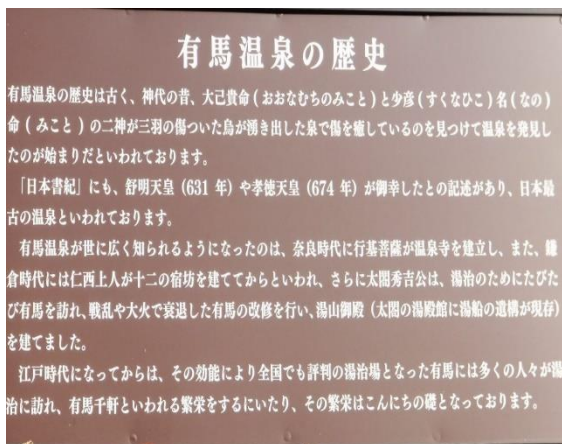 有馬温泉の歴史
有馬温泉の歴史は古く、神代の昔、大己貴命(おおなむちのみこと)と少彦(すくなひこ)名(なの)
命(みこと)の二神が三羽の傷ついた烏が湧き出した泉で傷を癒しているのを見つけて温泉を発見し
たのが始まりだといわれております。
「日本書紀」にも、舒明天皇(631 年)や孝徳天皇(674 年)が御幸したとの記述があり、日本最
古の温泉といわれております。
有馬温泉が世に広く知られるようになったのは、奈良時代に行基菩薩が温泉寺を建立し、また、鎌
倉時代には仁西上人が十二の宿坊を建ててからといわれ、さらに太閤秀吉公は、湯治のためにたび
たび有馬を訪れ、戦乱や大火で衰退した有馬の改修を行い、湯山御殿(太閤の湯殿館に湯船の遺構が現存)
を建てました。
江戸時代になってからは、その効能により全国でも評判の湯治場となった有馬には多くの人々が湯
治に訪れ、有馬千軒といわれる繁栄をするにいたり、その繁栄はこんにちの礎となっております。